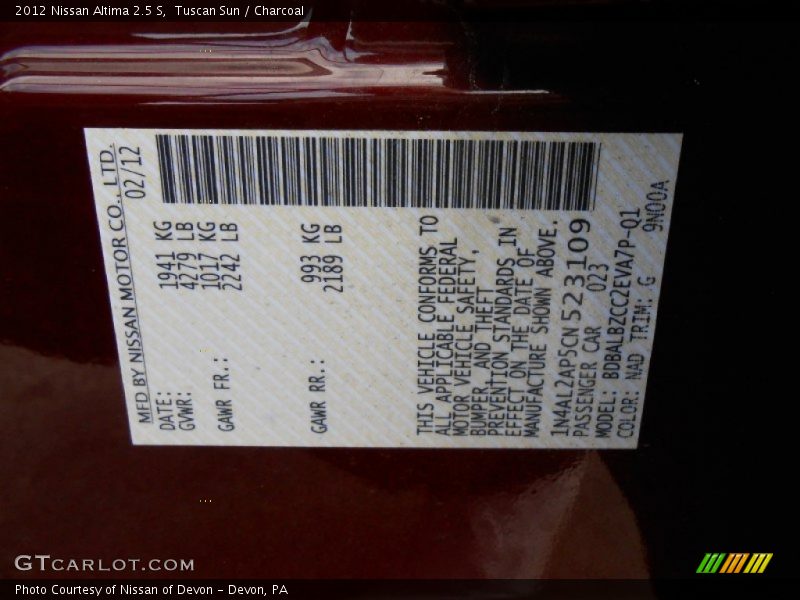 2012 Nissan Altima 2.5 S,  Tuscan Sun / Charcoal
MFD BY NISSAN MOTOR CO., LTD.
DATE: 02/12
GVWR: 1941 KG
4279 LB
GAWR FR.: 1017 KG
2242 LB
GAWR RR.: 993 KG
2189 LB
THIS VEHICLE CONFORMS TO
ALL APPLICABLE FEDERAL
MOTOR VEHICLE SAFETY,
BUMPER, AND THEFT
PREVENTION STANDARDS IN
EFFECT ON THE DATE OF
MANUFACTURE SHOWN ABOVE.
1N4AL2AP5CN523109
PASSENGER CAR 023
MODEL: BDBALBZCC2EVA7P-Q1
COLOR: NAD TRIM: G 9N00A
GTCARLOT.COM
Photo Courtesy of Nissan of Devon - Devon, PA